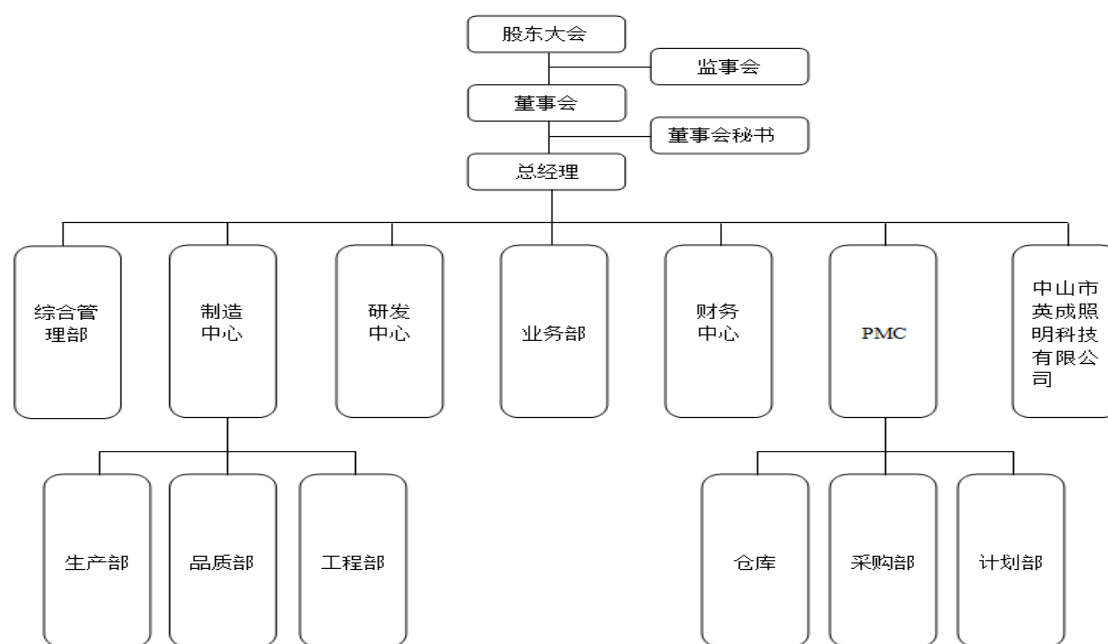 股东大会
监事会
董事会
董事会秘书
总经理
综合管
理部
制造
中心
研发
中心
业务部
财务
中心
PMC
中山市
英成照
明科技
有限公
司
生产部
品质部
工程部
仓库
采购部
计划部